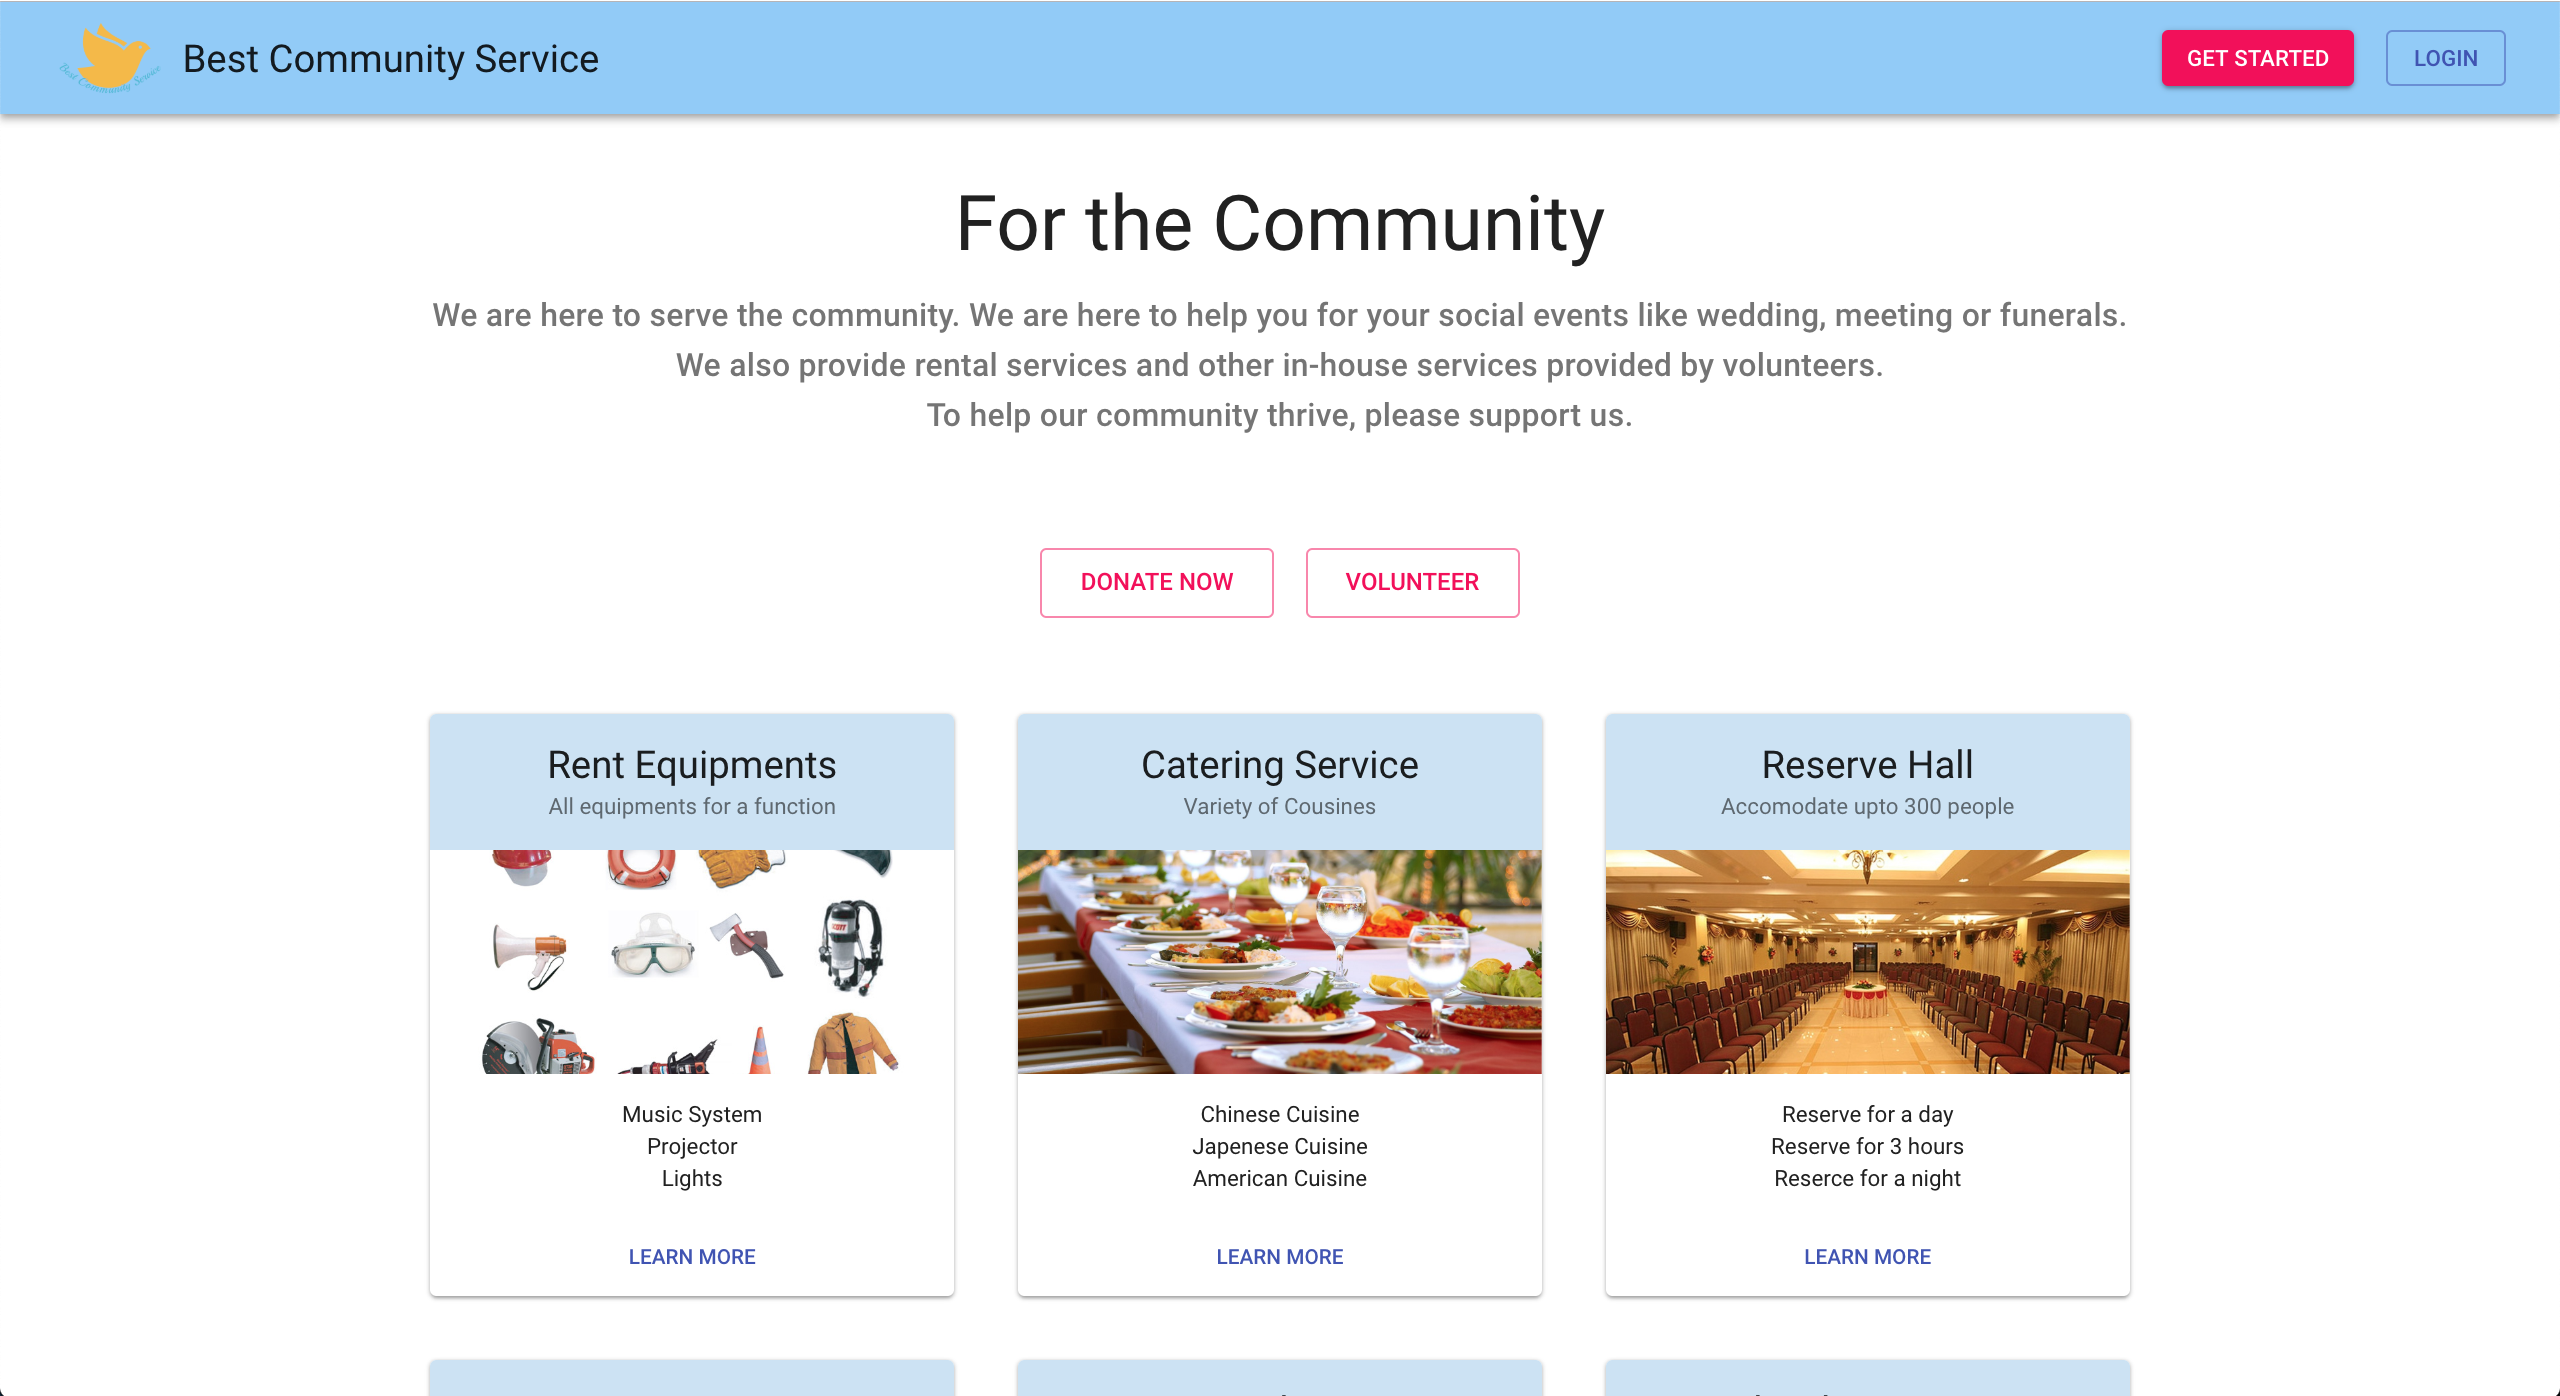 Best Community Service
Best Community Service
GET STARTED
LOGIN
For the Community
We are here to serve the community. We are here to help you for your social events like wedding, meeting or funerals.
We also provide rental services and other in-house services provided by volunteers.
To help our community thrive, please support us.
DONATE NOW
VOLUNTEER
Rent Equipments
All equipments for a function
Music System
Projector
Lights
LEARN MORE
Catering Service
Variety of Cousines
Chinese Cuisine
Japenese Cuisine
American Cuisine
LEARN MORE
Reserve Hall
Accomodate upto 300 people
Reserve for a day
Reserve for 3 hours
Reserce for a night
LEARN MORE